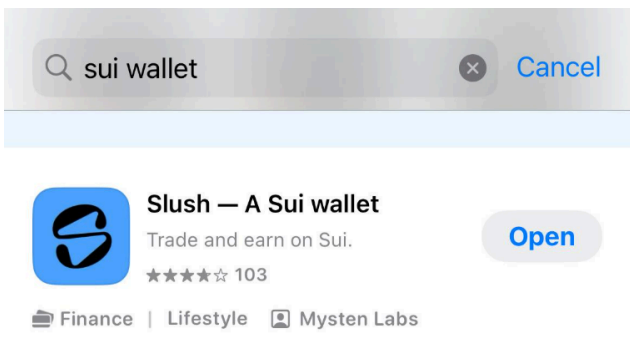 sui wallet Cancel
Slush — A Sui wallet
Trade and earn on Sui.
Open
103
Finance | Lifestyle Mysten Labs